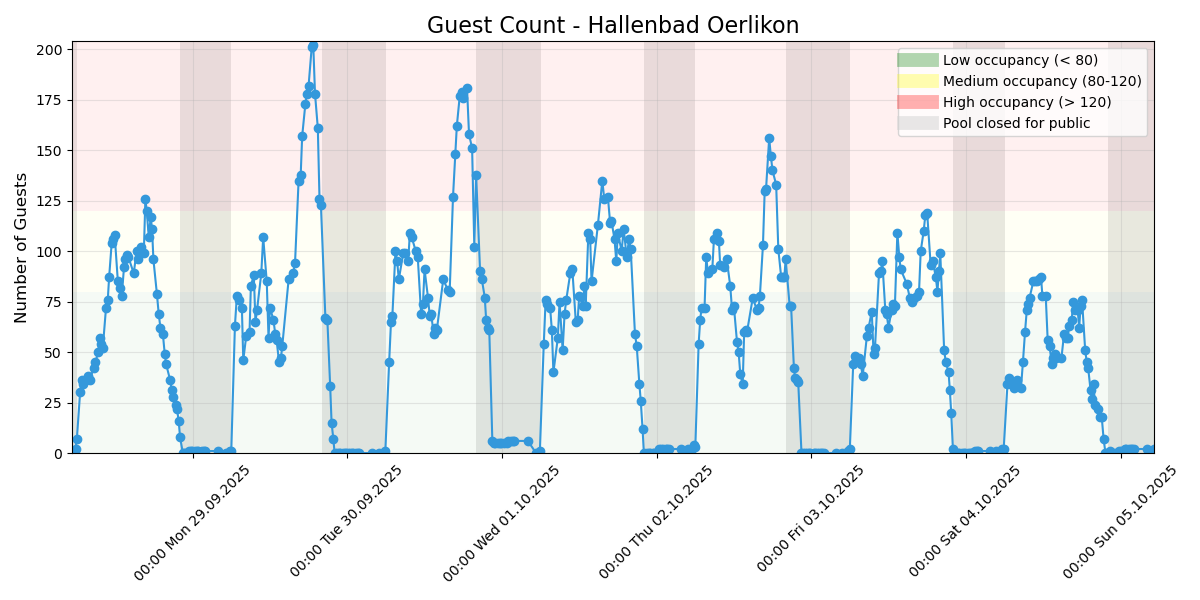 Guest Count - Hallenbad Oerlikon
Number of Guests
200
175
150
125
100
75
50
25
0
Low occupancy (< 80)
Medium occupancy (80-120)
High occupancy (> 120)
Pool closed for public
00:00 Mon 29.09.2025
00:00 Tue 30.09.2025
00:00 Wed 01.10.2025
00:00 Thu 02.10.2025
00:00 Fri 03.10.2025
00:00 Sat 04.10.2025
00:00 Sun 05.10.2025